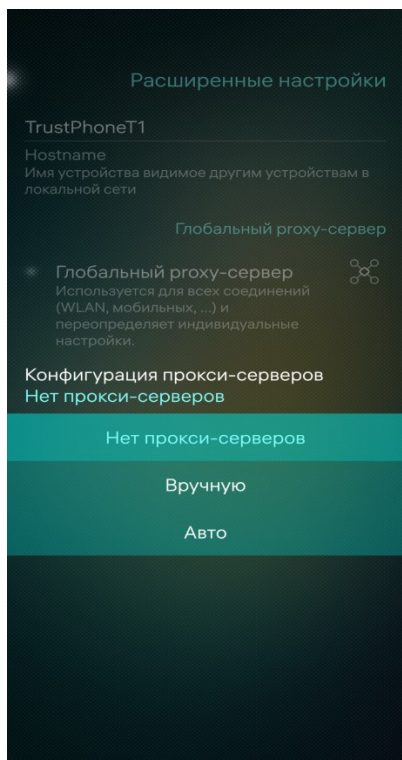 Расширенные настройки
TrustPhoneT1
Hostname
Имя устройства видимое другим устройствам в
локальной сети
Глобальный proxy-сервер
Глобальный proxy-сервер
Используется для всех соединений
(WLAN, мобильных, ...) и
переопределяет индивидуальные
настройки.
Конфигурация прокси-серверов
Нет прокси-серверов
Нет прокси-серверов
Вручную
Авто